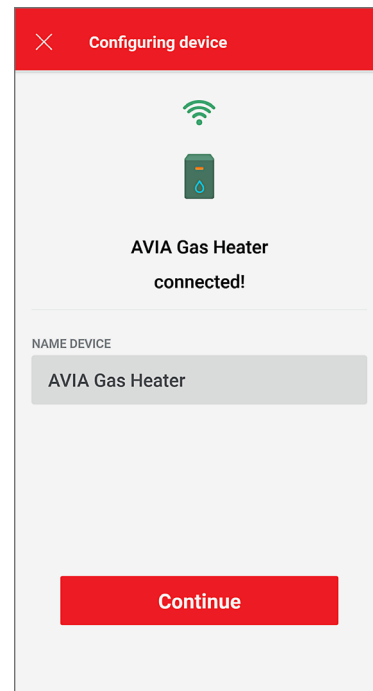 Configuring device
AVIA Gas Heater
connected!
NAME DEVICE
AVIA Gas Heater
Continue